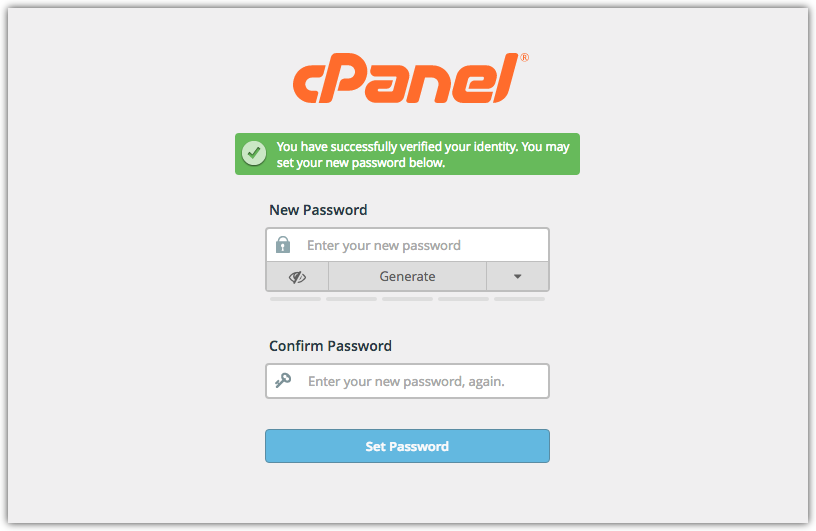 cPanel®
You have successfully verified your identity. You may
set your new password below.
New Password
Enter your new password
Generate
Confirm Password
Enter your new password, again.
Set Password